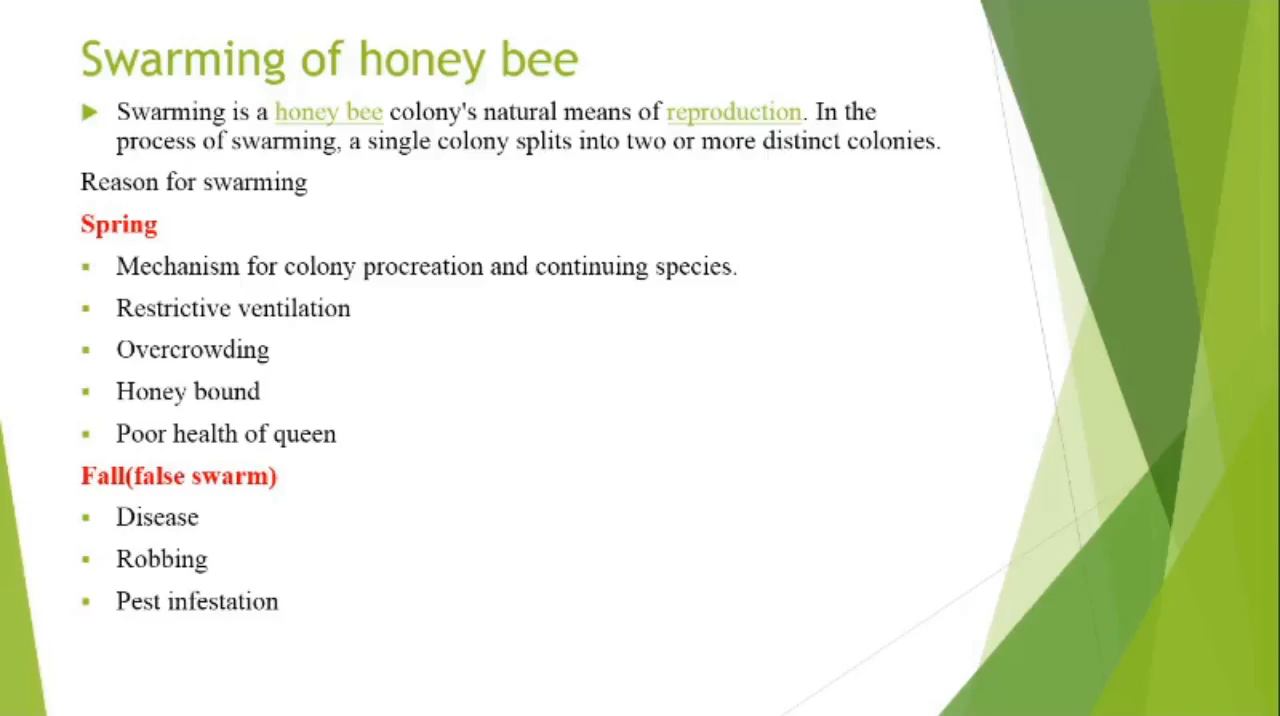 Swarming of honey bee
Swarming is a honey bee colony's natural means of reproduction. In the
process of swarming, a single colony splits into two or more distinct colonies.
Reason for swarming
Spring
Mechanism for colony procreation and continuing species.
Restrictive ventilation
Overcrowding
Honey bound
Poor health of queen
Fall(false swarm)
Disease
Robbing
Pest infestation